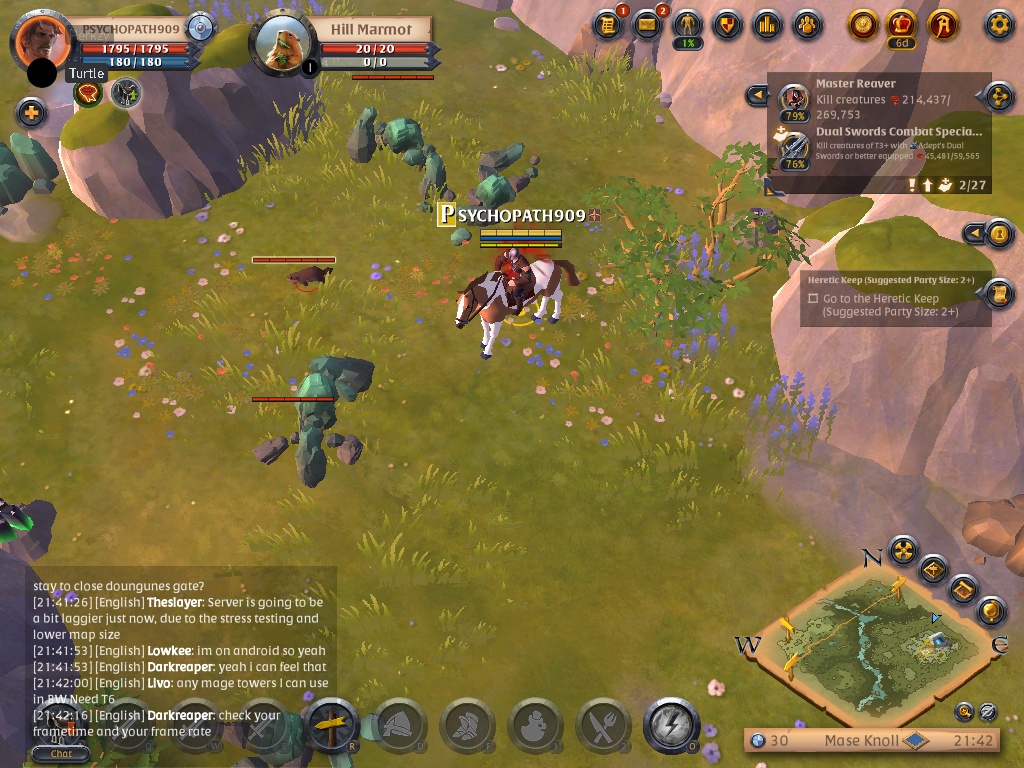 PSYCHOPATH909
1795 / 1795
180 / 180
Turtle
40
Hill Marmot
I
20 / 20
0 / 0
1
2
1%
6d
Master Reaver
Kill creatures 214,437/
269,753
79%
Dual Swords Combat Specia...
Kill creatures of T3+ with Adept's Dual
Swords or better equipped 45,481/59,565
76%
2/27
PSYCHOPATH909
Heretic Keep (Suggested Party Size: 2+)
Go to the Heretic Keep
(Suggested Party Size: 2+)
stay to close doungunes gate?
[21:41:26] [English] Theslayer: Server is going to be
a bit laggier just now, due to the stress testing and
lower map size
[21:41:53] [English] Lowkee: im on android so yeah
[21:41:53] [English] Darkreaper: yeah i can feel that
[21:42:00] [English] Livo: any mage towers I can use
in BW Need T6
[21:42:16] [English] Darkreaper: check your
frametime and your frame rate
Chat
R
O
N
W
E
30
Mase Knoll
21:42